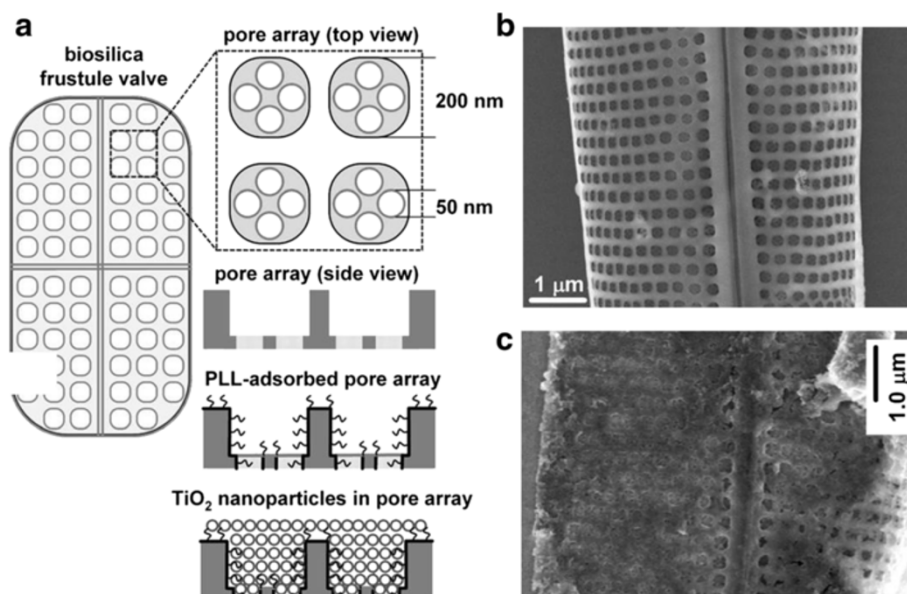 a
biosilica
frustule valve
pore array (top view)
200 nm
50 nm
pore array (side view)
PLL-adsorbed pore array
TiO₂ nanoparticles in pore array
b
1 μm
c
1.0 μm